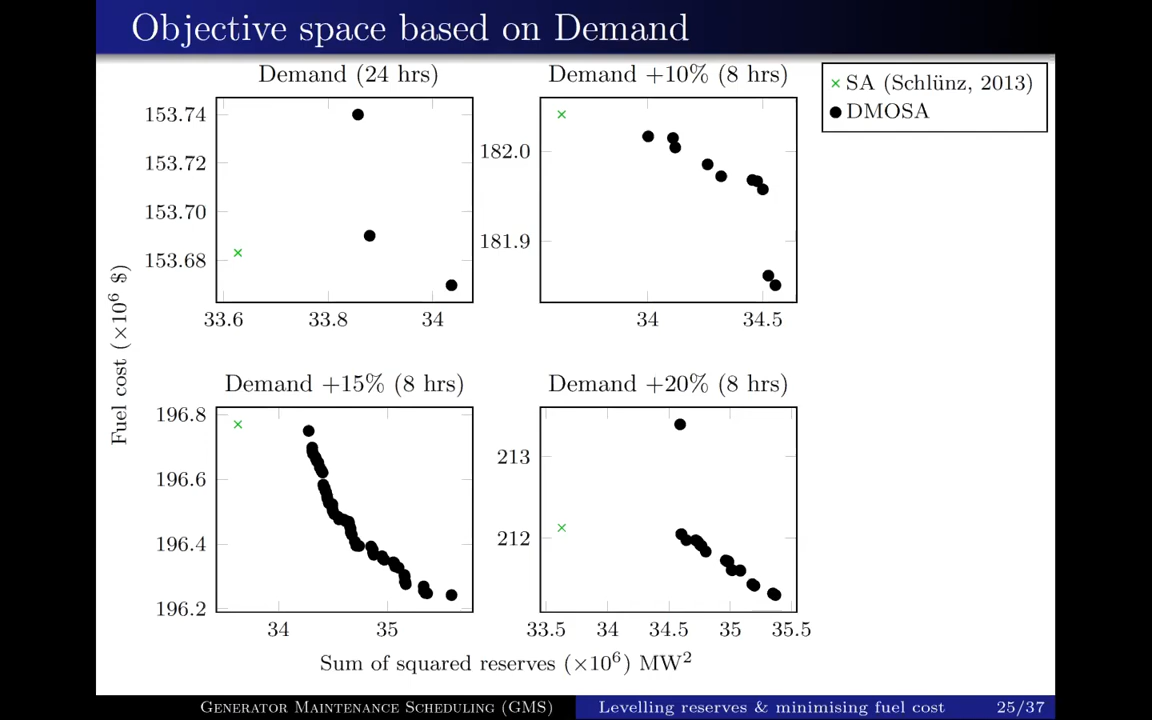 Objective space based on Demand
Demand (24 hrs)
153.74
153.72
153.70
153.68
33.6 33.8 34
Demand +10% (8 hrs)
182.0
181.9
34 34.5
× SA (Schlünz, 2013)
● DMOSA
Fuel cost (×10⁶ $)
Demand +15% (8 hrs)
196.8
196.6
196.4
196.2
34 35
Demand +20% (8 hrs)
213
212
33.5 34 34.5 35 35.5
Sum of squared reserves (×10⁶) MW²
Generator Maintenance Scheduling (GMS) Levelling reserves & minimising fuel cost 25/37